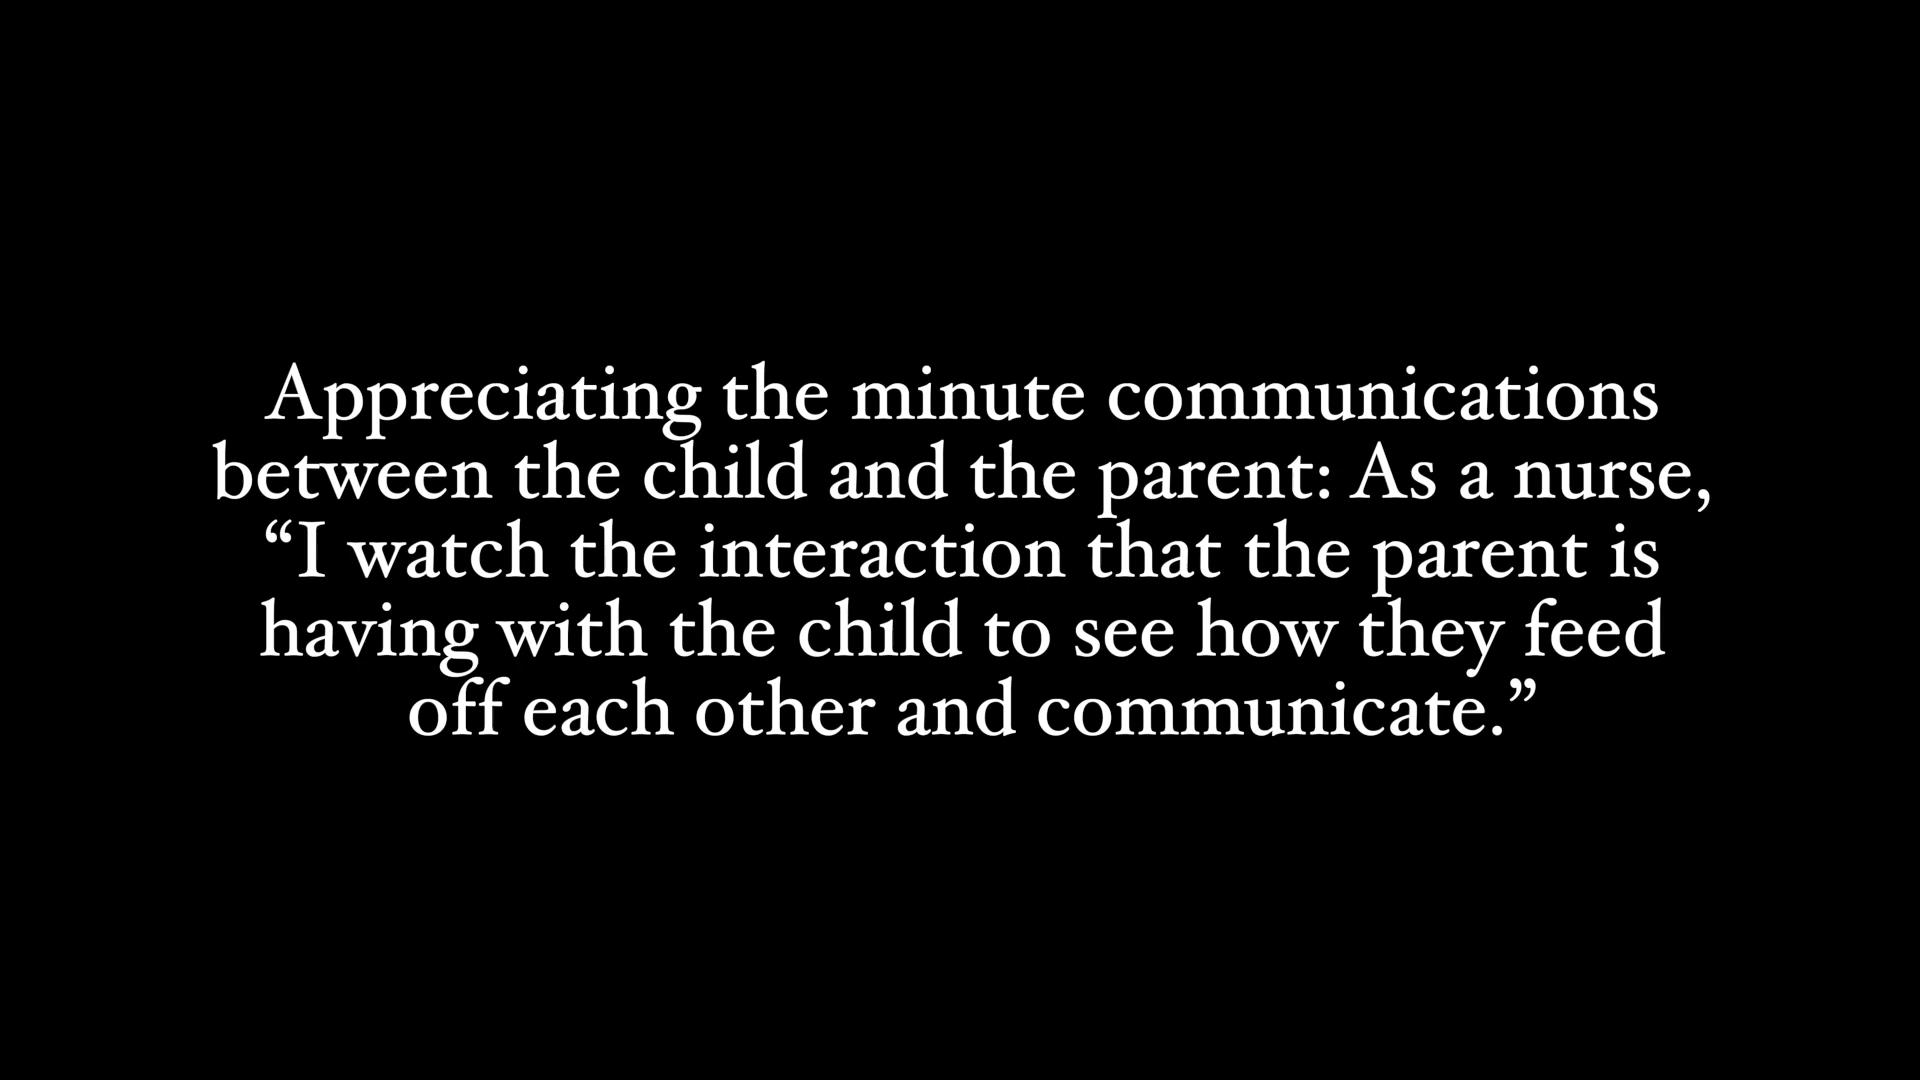 Appreciating the minute communications
between the child and the parent: As a nurse,
“I watch the interaction that the parent is
having with the child to see how they feed
off each other and communicate.”